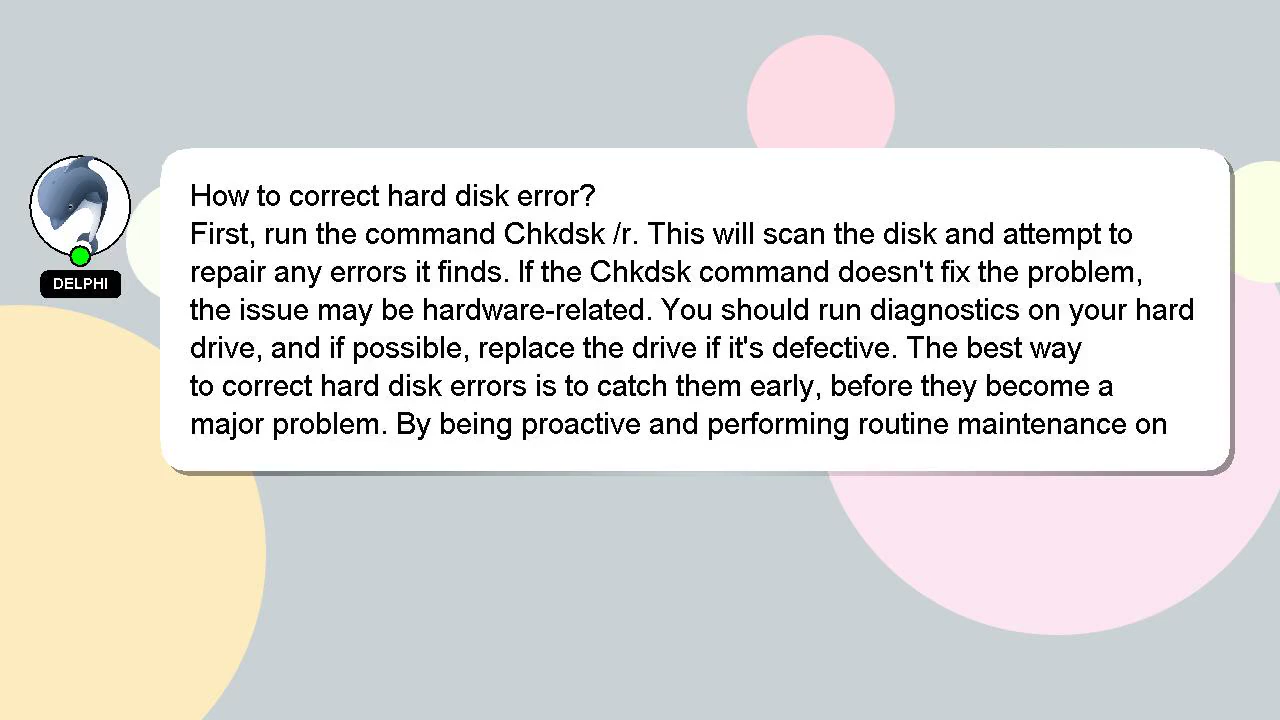 How to correct hard disk error?
First, run the command Chkdsk /r. This will scan the disk and attempt to
repair any errors it finds. If the Chkdsk command doesn't fix the problem,
the issue may be hardware-related. You should run diagnostics on your hard
drive, and if possible, replace the drive if it's defective. The best way
to correct hard disk errors is to catch them early, before they become a
major problem. By being proactive and performing routine maintenance on
DELPHI